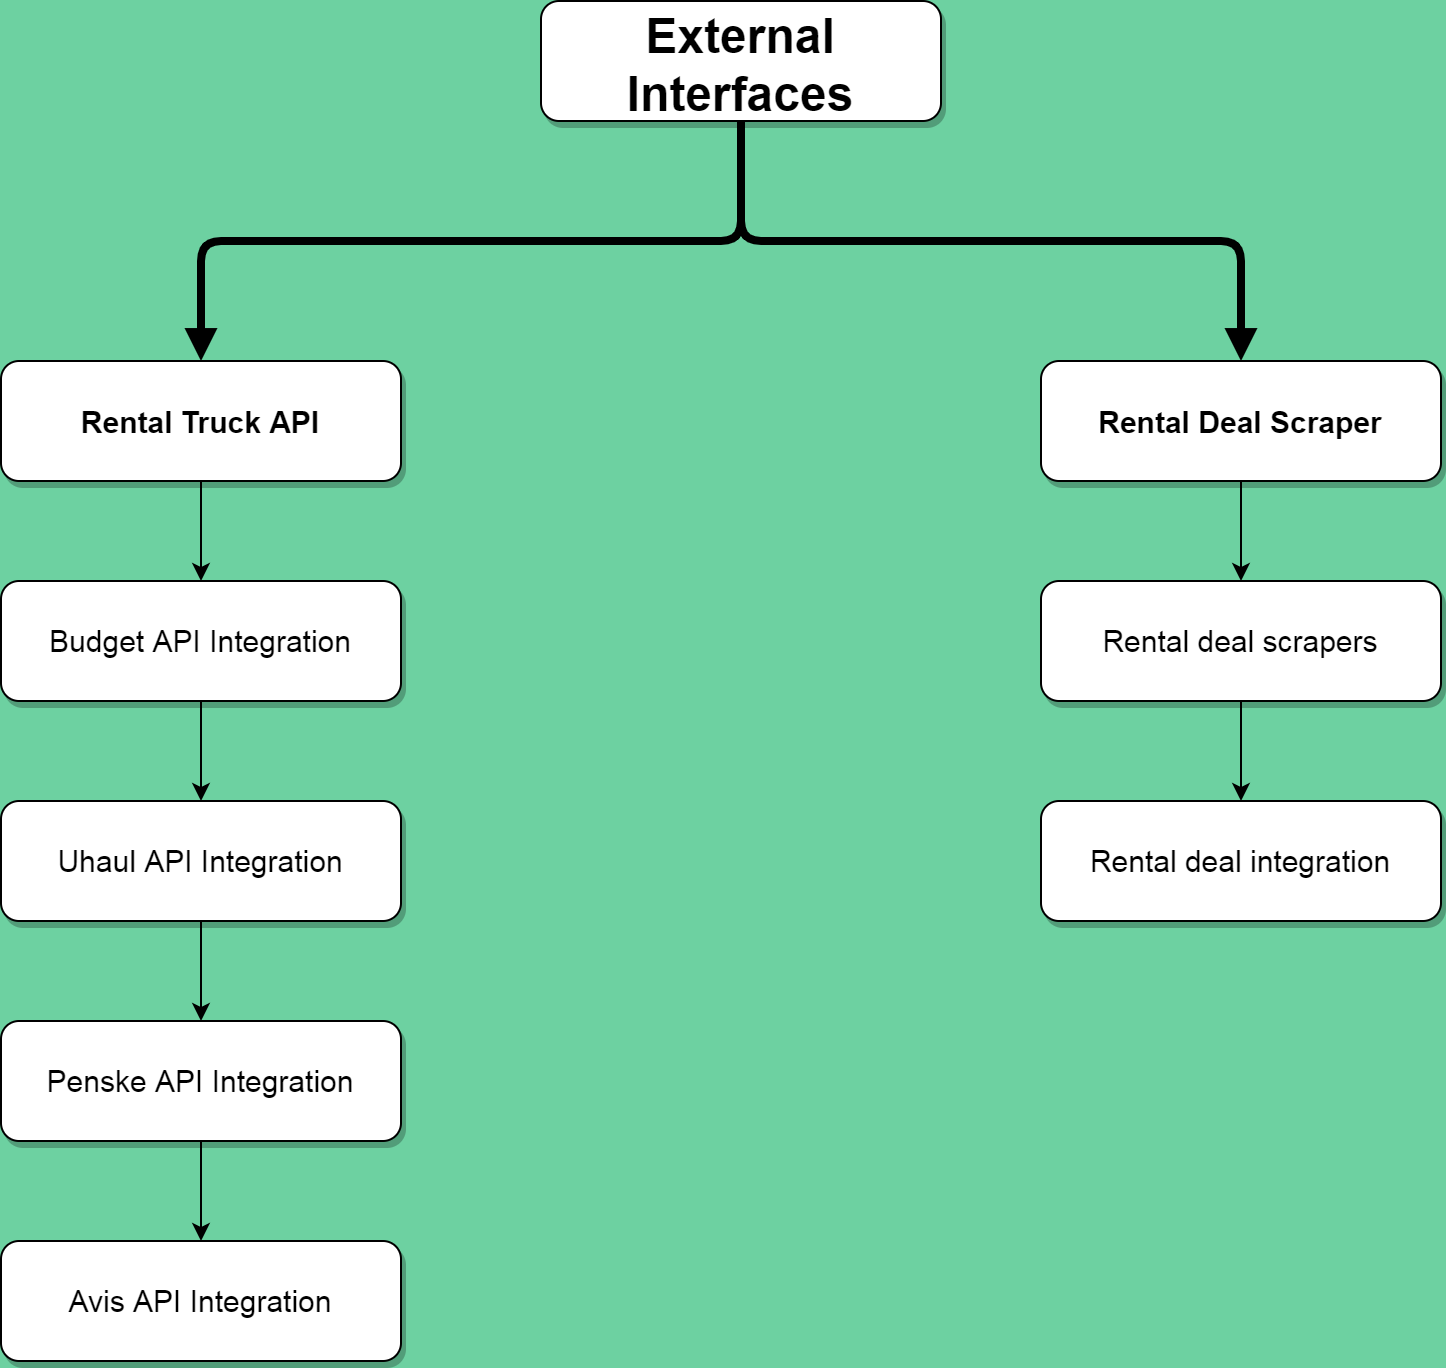 External
Interfaces
Rental Truck API
Rental Deal Scraper
Budget API Integration
Rental deal scrapers
Uhaul API Integration
Rental deal integration
Penske API Integration
Avis API Integration